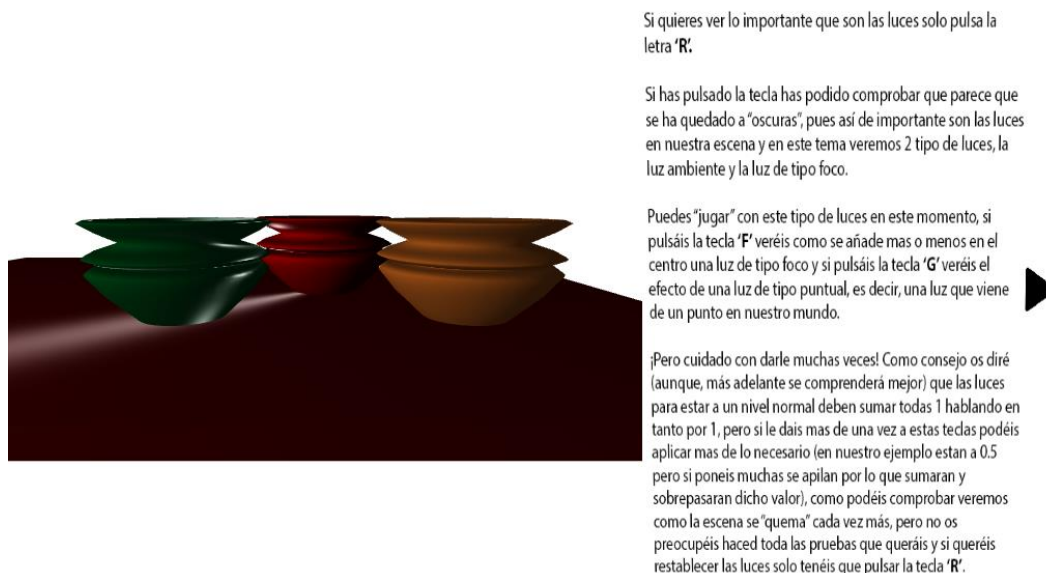 Si quieres ver lo importante que son las luces solo pulsa la
letra ‘R’.
Si has pulsado la tecla has podido comprobar que parece que
se ha quedado a “oscuras”, pues así de importante son las luces
en nuestra escena y en este tema veremos 2 tipo de luces, la
luz ambiente y la luz de tipo foco.
Puedes “jugar” con este tipo de luces en este momento, si
pulsáis la tecla ‘F’ veréis como se añade mas o menos en el
centro una luz de tipo foco y si pulsáis la tecla ‘G’ veréis el
efecto de una luz de tipo puntual, es decir, una luz que viene
de un punto en nuestro mundo.
¡Pero cuidado con darle muchas veces! Como consejo os diré
(aunque, más adelante se comprenderá mejor) que las luces
para estar a un nivel normal deben sumar todas 1 hablando en
tanto por 1, pero si le dais mas de una vez a estas teclas podéis
aplicar mas de lo necesario (en nuestro ejemplo estan a 0.5
pero si poneis muchas se apilan por lo que sumaran y
sobrepasaran dicho valor), como podéis comprobar veremos
como la escena se “quema” cada vez más, pero no os
preocupéis haced toda las pruebas que queráis y si queréis
restablecer las luces solo tenéis que pulsar la tecla ‘R’.